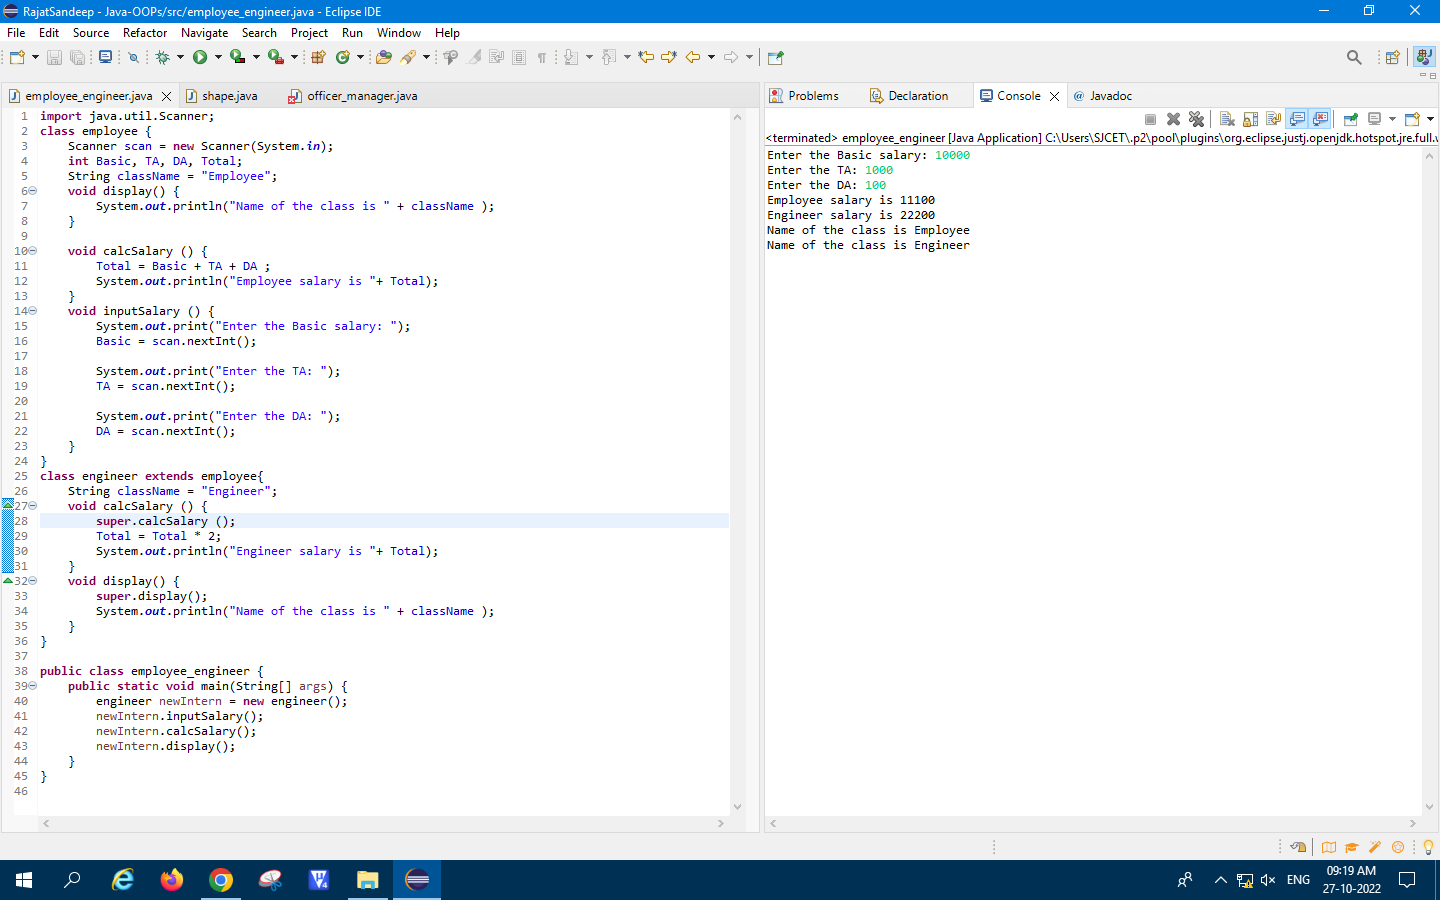 RajatSandeep - Java-OOPs/src/employee_engineer.java - Eclipse IDE
File Edit Source Refactor Navigate Search Project Run Window Help
employee_engineer.java shape.java officer_manager.java
1 import java.util.Scanner;
2 class employee {
3 Scanner scan = new Scanner(System.in);
4 int Basic, TA, DA, Total;
5 String className = "Employee";
6 void display() {
7 System.out.println("Name of the class is " + className );
8 }
9
10 void calcSalary () {
11 Total = Basic + TA + DA ;
12 System.out.println("Employee salary is "+ Total);
13 }
14 void inputSalary () {
15 System.out.print("Enter the Basic salary: ");
16 Basic = scan.nextInt();
17
18 System.out.print("Enter the TA: ");
19 TA = scan.nextInt();
20
21 System.out.print("Enter the DA: ");
22 DA = scan.nextInt();
23 }
24 }
25 class engineer extends employee{
26 String className = "Engineer";
27 void calcSalary () {
28 super.calcSalary ();
29 Total = Total * 2;
30 System.out.println("Engineer salary is "+ Total);
31 }
32 void display() {
33 super.display();
34 System.out.println("Name of the class is " + className );
35 }
36 }
37
38 public class employee_engineer {
39 public static void main(String[] args) {
40 engineer newIntern = new engineer();
41 newIntern.inputSalary();
42 newIntern.calcSalary();
43 newIntern.display();
44 }
45 }
46
Problems Declaration Console @ Javadoc
<terminated> employee_engineer [Java Application] C:\Users\SJCET\.p2\pool\plugins\org.eclipse.justj.openjdk.hotspot.jre.full.
Enter the Basic salary: 10000
Enter the TA: 1000
Enter the DA: 100
Employee salary is 11100
Engineer salary is 22200
Name of the class is Employee
Name of the class is Engineer
ENG
09:19 AM
27-10-2022